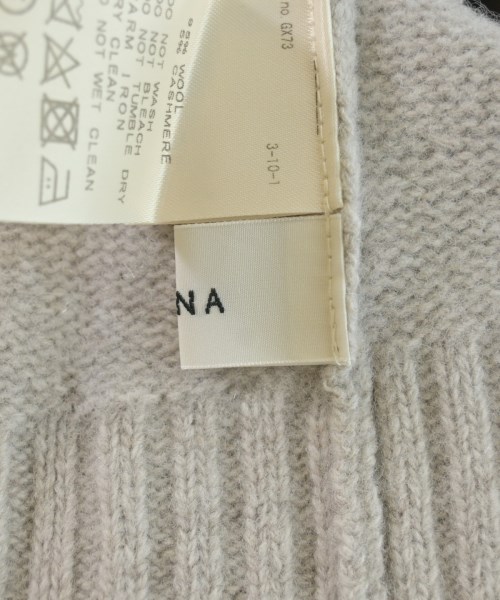 no GX73
3-10-1
WOOL
CASHMERE
DO NOT WASH
DO NOT BLEACH
DO NOT TUMBLE DRY
WARM IRON
DRY CLEAN
DO NOT WET CLEAN
NA